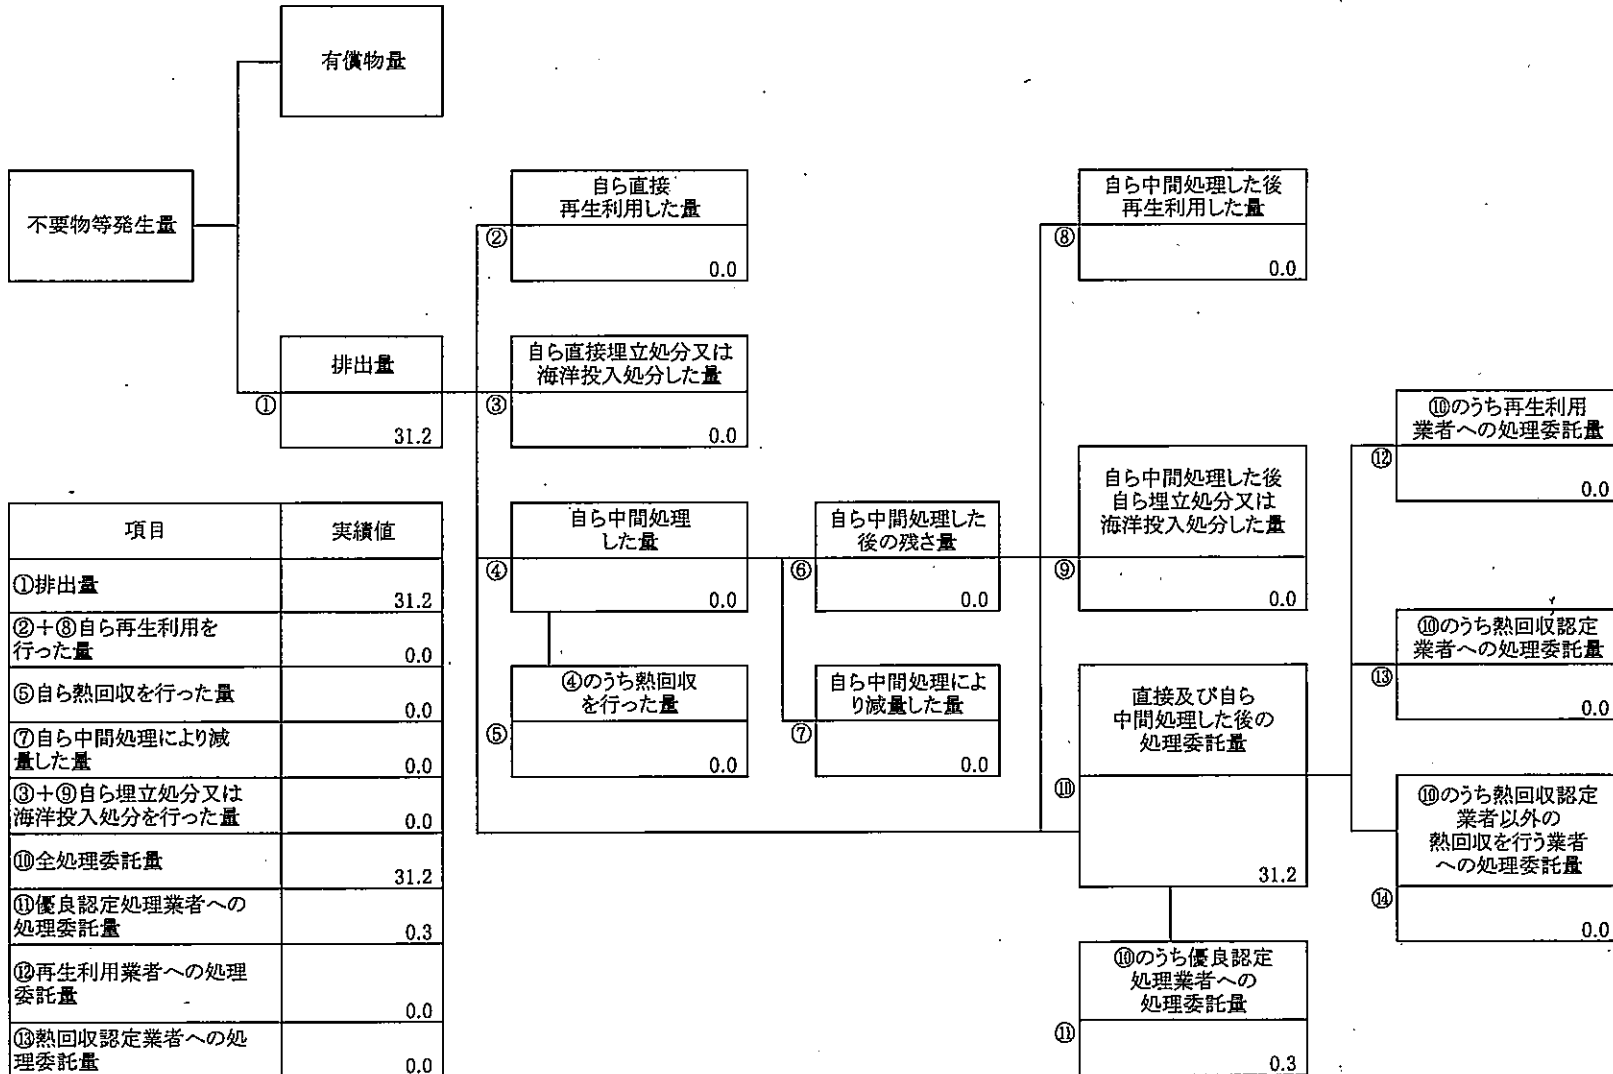 有償物量
不要物等発生量
排出量
①
31.2
自ら直接
再生利用した量
②
0.0
自ら直接埋立処分又は
海洋投入処分した量
③
0.0
自ら中間処理
した量
④
0.0
④のうち熱回収
を行った量
⑤
0.0
自ら中間処理した
後の残さ量
⑥
0.0
自ら中間処理によ
り減量した量
⑦
0.0
自ら中間処理した後
再生利用した量
⑧
0.0
自ら中間処理した後
自ら埋立処分又は
海洋投入処分した量
⑨
0.0
直接及び自ら
中間処理した後の
処理委託量
⑩
31.2
⑩のうち優良認定
処理業者への
処理委託量
⑪
0.3
⑩のうち再生利用
業者への処理委託量
⑫
0.0
⑩のうち熱回収認定
業者への処理委託量
⑬
0.0
⑩のうち熱回収認定
業者以外の
熱回収を行う業者
への処理委託量
⑭
0.0
項目 実績値
①排出量
31.2
②+⑧自ら再生利用を
行った量 0.0
⑤自ら熱回収を行った量
0.0
⑦自ら中間処理により減
量した量 0.0
③+⑨自ら埋立処分又は
海洋投入処分を行った量 0.0
⑩全処理委託量
31.2
⑪優良認定処理業者への
処理委託量 0.3
⑫再生利用業者への処理
委託量
0.0
⑬熱回収認定業者への処
理委託量 0.0